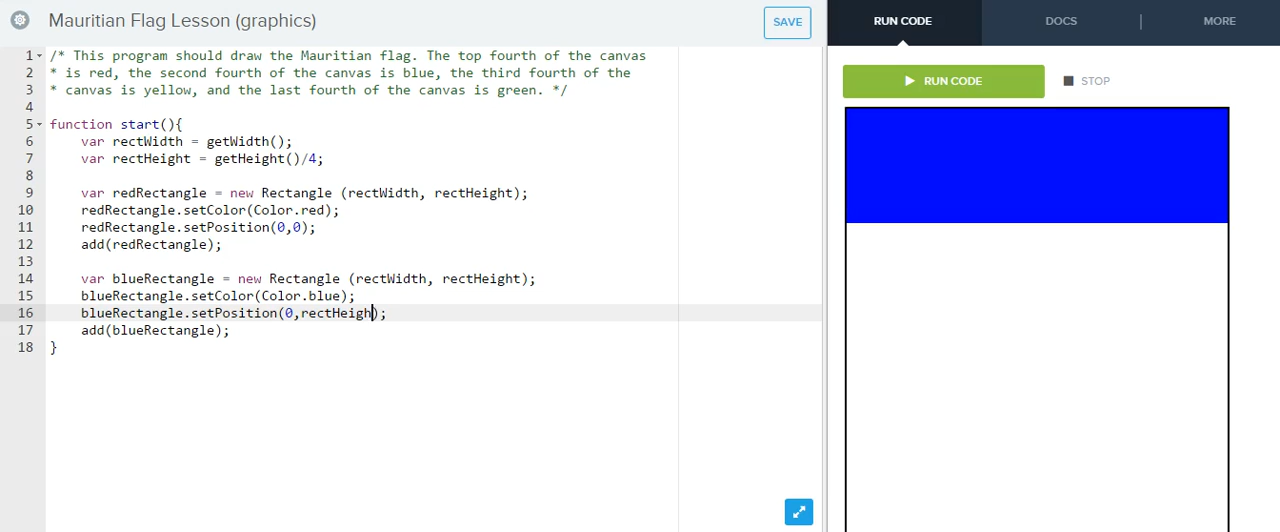 Mauritian Flag Lesson (graphics)
SAVE
RUN CODE
DOCS
MORE
RUN CODE
STOP
1 /* This program should draw the Mauritian flag. The top fourth of the canvas
2 * is red, the second fourth of the canvas is blue, the third fourth of the
3 * canvas is yellow, and the last fourth of the canvas is green. */
4
5 function start(){
6 var rectWidth = getWidth();
7 var rectHeight = getHeight()/4;
8
9 var redRectangle = new Rectangle (rectWidth, rectHeight);
10 redRectangle.setColor(Color.red);
11 redRectangle.setPosition(0,0);
12 add(redRectangle);
13
14 var blueRectangle = new Rectangle (rectWidth, rectHeight);
15 blueRectangle.setColor(Color.blue);
16 blueRectangle.setPosition(0,rectHeigh);
17 add(blueRectangle);
18 }